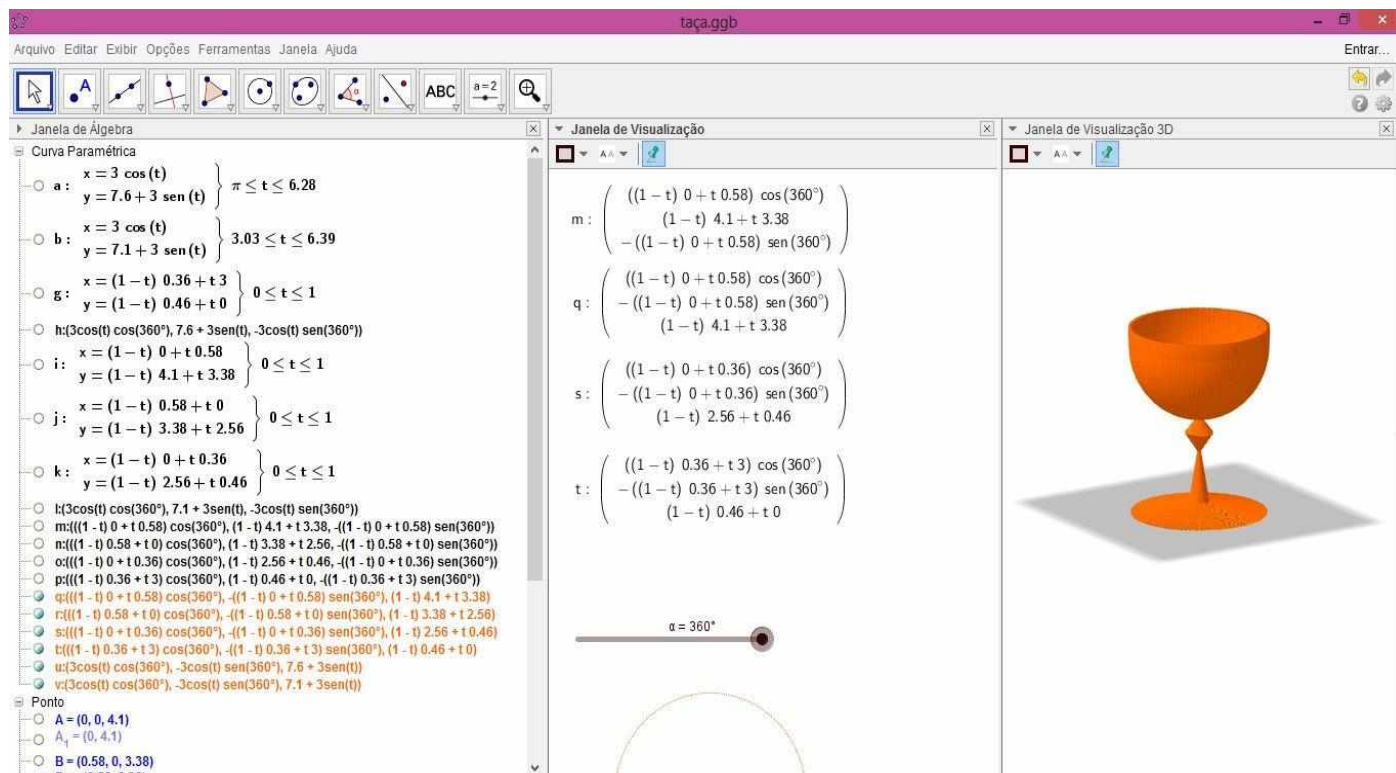 taça.ggb
Arquivo Editar Exibir Opções Ferramentas Janela Ajuda
Entrar...
A
α
ABC
a=2
Janela de Álgebra
Curva Paramétrica
a: x = 3 cos (t)
y = 7.6 + 3 sen (t) } π ≤ t ≤ 6.28
b: x = 3 cos (t)
y = 7.1 + 3 sen (t) } 3.03 ≤ t ≤ 6.39
g: x = (1 − t) 0.36 + t 3
y = (1 − t) 0.46 + t 0 } 0 ≤ t ≤ 1
h:(3cos(t) cos(360°), 7.6 + 3sen(t), -3cos(t) sen(360°))
i: x = (1 − t) 0 + t 0.58
y = (1 − t) 4.1 + t 3.38 } 0 ≤ t ≤ 1
j: x = (1 − t) 0.58 + t 0
y = (1 − t) 3.38 + t 2.56 } 0 ≤ t ≤ 1
k: x = (1 − t) 0 + t 0.36
y = (1 − t) 2.56 + t 0.46 } 0 ≤ t ≤ 1
l:(3cos(t) cos(360°), 7.1 + 3sen(t), -3cos(t) sen(360°))
m:(((1 - t) 0 + t 0.58) cos(360°), (1 - t) 4.1 + t 3.38, -((1 - t) 0 + t 0.58) sen(360°))
n:(((1 - t) 0.58 + t 0) cos(360°), (1 - t) 3.38 + t 2.56, -((1 - t) 0.58 + t 0) sen(360°))
o:(((1 - t) 0 + t 0.36) cos(360°), (1 - t) 2.56 + t 0.46, -((1 - t) 0 + t 0.36) sen(360°))
p:(((1 - t) 0.36 + t 3) cos(360°), (1 - t) 0.46 + t 0, -((1 - t) 0.36 + t 3) sen(360°))
q:(((1 - t) 0 + t 0.58) cos(360°), -((1 - t) 0 + t 0.58) sen(360°), (1 - t) 4.1 + t 3.38)
r:(((1 - t) 0.58 + t 0) cos(360°), -((1 - t) 0.58 + t 0) sen(360°), (1 - t) 3.38 + t 2.56)
s:(((1 - t) 0 + t 0.36) cos(360°), -((1 - t) 0 + t 0.36) sen(360°), (1 - t) 2.56 + t 0.46)
t:(((1 - t) 0.36 + t 3) cos(360°), -((1 - t) 0.36 + t 3) sen(360°), (1 - t) 0.46 + t 0)
u:(3cos(t) cos(360°), -3cos(t) sen(360°), 7.6 + 3sen(t))
v:(3cos(t) cos(360°), -3cos(t) sen(360°), 7.1 + 3sen(t))
Ponto
A = (0, 0, 4.1)
A₁ = (0, 4.1)
B = (0.58, 0, 3.38)
Janela de Visualização
AA
m: ((1 − t) 0 + t 0.58) cos (360°)
(1 − t) 4.1 + t 3.38
− ((1 − t) 0 + t 0.58) sen (360°)
q: ((1 − t) 0 + t 0.58) cos (360°)
− ((1 − t) 0 + t 0.58) sen (360°)
(1 − t) 4.1 + t 3.38
s: ((1 − t) 0 + t 0.36) cos (360°)
− ((1 − t) 0 + t 0.36) sen (360°)
(1 − t) 2.56 + t 0.46
t: ((1 − t) 0.36 + t 3) cos (360°)
− ((1 − t) 0.36 + t 3) sen (360°)
(1 − t) 0.46 + t 0
α = 360°
Janela de Visualização 3D
AA